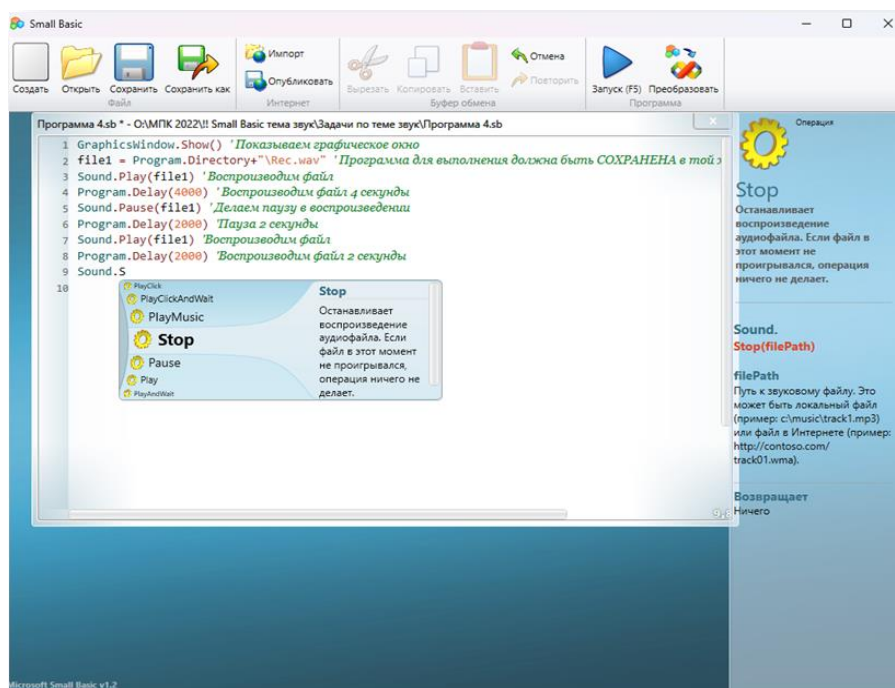 Small Basic
Создать
Открыть
Сохранить
Сохранить как
Файл
Импорт
Опубликовать
Интернет
Вырезать
Копировать
Вставить
Буфер обмена
Отмена
Повторить
Запуск (F5)
Преобразовать
Программа
Программа 4.sb * - O:\МПК 2022\!! Small Basic тема звук\Задачи по теме звук\Программа 4.sb
1 GraphicsWindow.Show() 'Показываем графическое окно
2 file1 = Program.Directory+"\Rec.wav" 'Программа для выполнения должна быть СОХРАНЕНА в той
3 Sound.Play(file1) 'Воспроизводим файл
4 Program.Delay(4000) 'Воспроизводим файл 4 секунды
5 Sound.Pause(file1) 'Делаем паузу в воспроизведении
6 Program.Delay(2000) 'Пауза 2 секунды
7 Sound.Play(file1) 'Воспроизводим файл
8 Program.Delay(2000) 'Воспроизводим файл 2 секунды
9 Sound.S
10
PlayClick
PlayClickAndWait
PlayMusic
Stop
Pause
Play
PlayAndWait
Stop
Останавливает
воспроизведение
аудиофайла. Если
файл в этот момент
не проигрывался,
операция ничего не
делает.
Операция
Stop
Останавливает
воспроизведение
аудиофайла. Если файл в
этот момент не
проигрывался, операция
ничего не делает.
Sound.
Stop(filePath)
filePath
Путь к звуковому файлу. Это
может быть локальный файл
(пример: c:\music\track1.mp3)
или файл в Интернете (пример:
http://contoso.com/
track01.wma).
Возвращает
Ничего
Microsoft Small Basic v1.2